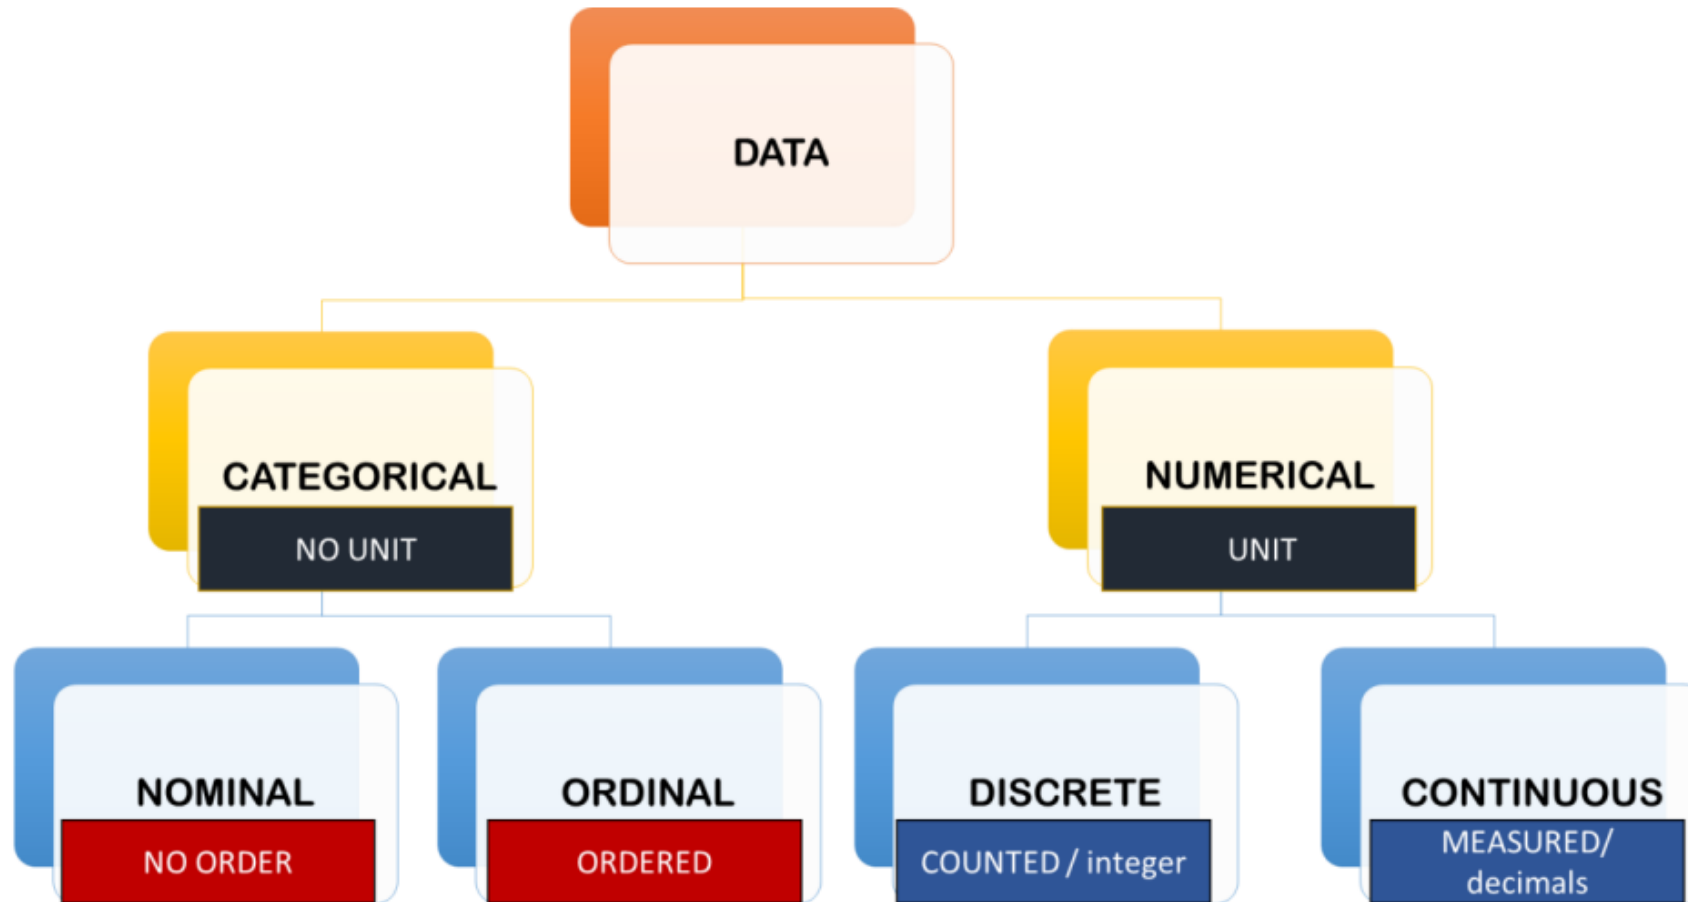 DATA
CATEGORICAL
NO UNIT
NUMERICAL
UNIT
NOMINAL
NO ORDER
ORDINAL
ORDERED
DISCRETE
COUNTED / integer
CONTINUOUS
MEASURED/
decimals